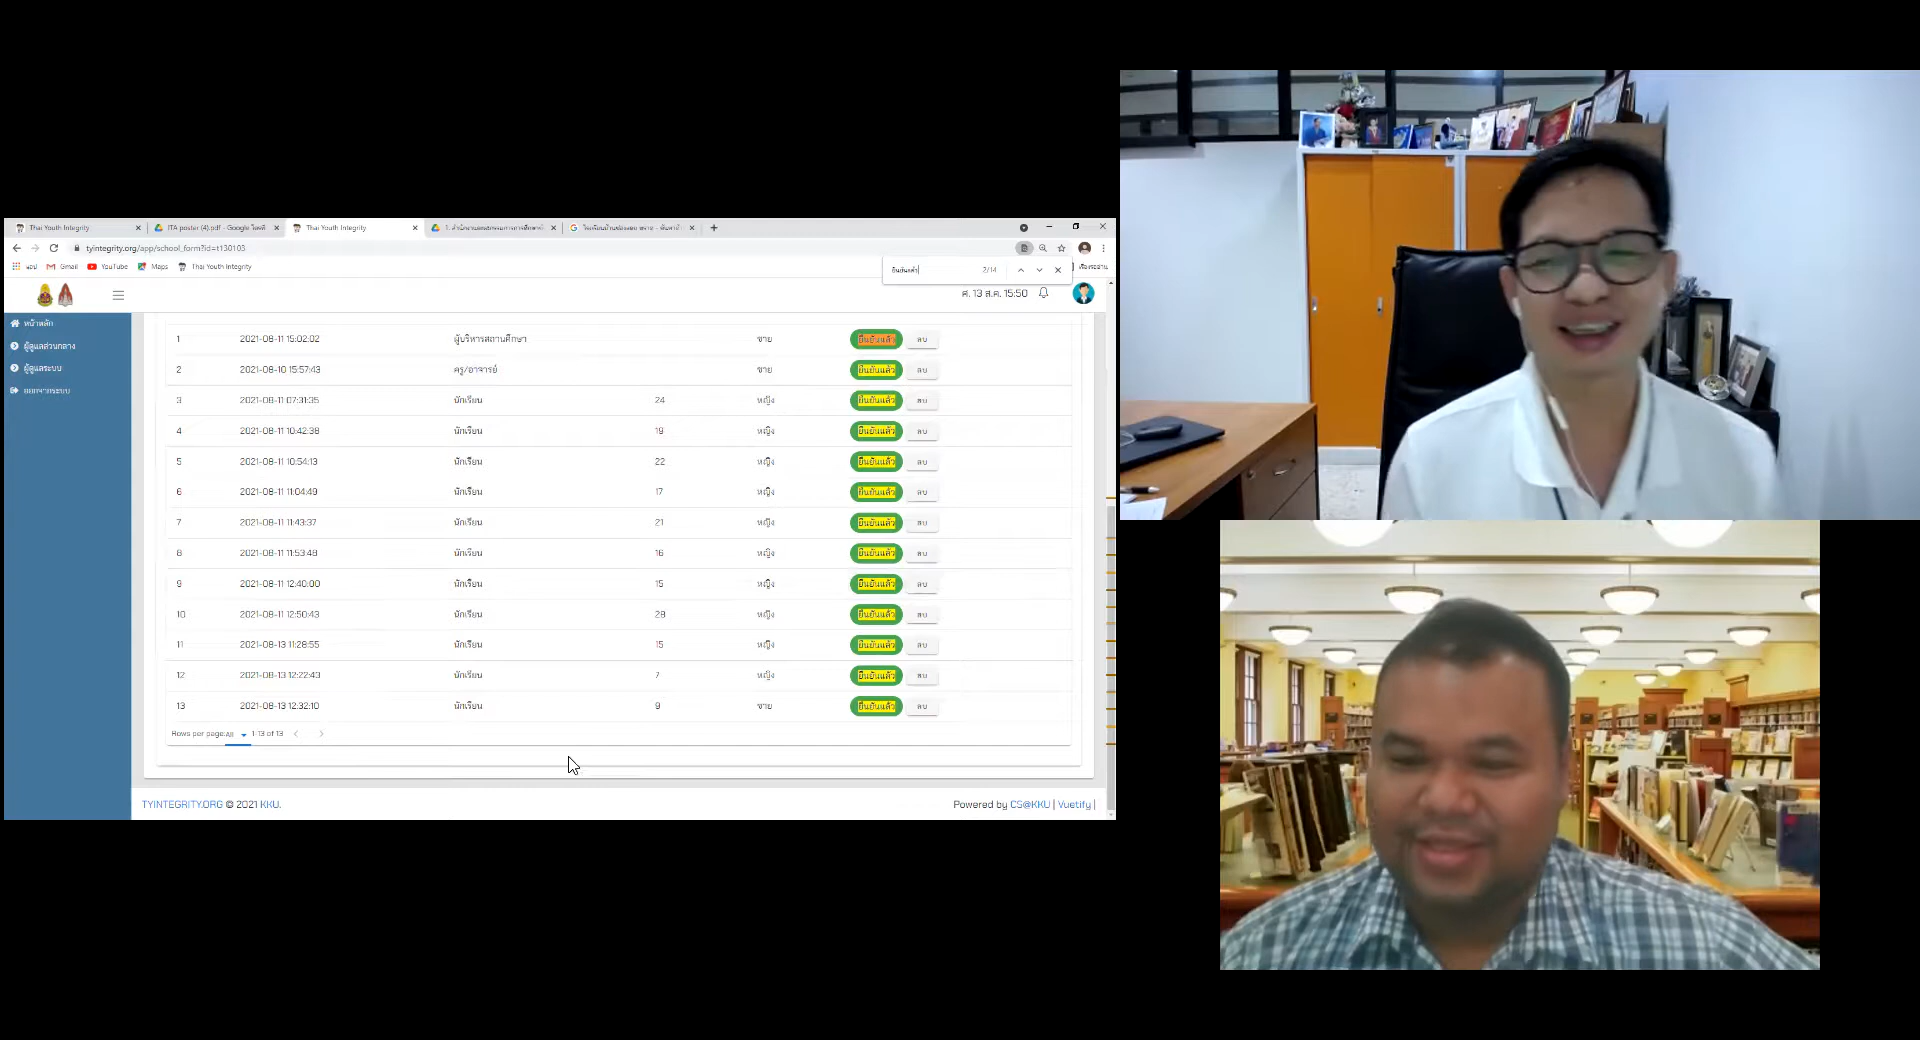 Thai Youth Integrity
ITA poster (4).pdf - Google ไดรฟ์
Thai Youth Integrity
tyintegrity.org/app/school_form?id=t130103
แอป Gmail YouTube Maps Thai Youth Integrity
ยืนยันแล้ว 2/14
ศ. 13 ส.ค. 15:50
หน้าหลัก
ผู้ดูแลส่วนกลาง
ผู้ดูแลระบบ
ออกจากระบบ
1 2021-08-11 15:02:02 ผู้บริหารสถานศึกษา ชาย ยืนยันแล้ว ลบ
2 2021-08-10 15:57:43 ครู/อาจารย์ ชาย ยืนยันแล้ว ลบ
3 2021-08-11 07:31:35 นักเรียน 24 หญิง ยืนยันแล้ว ลบ
4 2021-08-11 10:42:38 นักเรียน 19 หญิง ยืนยันแล้ว ลบ
5 2021-08-11 10:54:13 นักเรียน 22 หญิง ยืนยันแล้ว ลบ
6 2021-08-11 11:04:49 นักเรียน 17 หญิง ยืนยันแล้ว ลบ
7 2021-08-11 11:43:37 นักเรียน 21 หญิง ยืนยันแล้ว ลบ
8 2021-08-11 11:53:48 นักเรียน 16 หญิง ยืนยันแล้ว ลบ
9 2021-08-11 12:40:00 นักเรียน 15 หญิง ยืนยันแล้ว ลบ
10 2021-08-11 12:50:43 นักเรียน 28 หญิง ยืนยันแล้ว ลบ
11 2021-08-13 11:28:55 นักเรียน 15 หญิง ยืนยันแล้ว ลบ
12 2021-08-13 12:22:43 นักเรียน 7 หญิง ยืนยันแล้ว ลบ
13 2021-08-13 12:32:10 นักเรียน 9 ชาย ยืนยันแล้ว ลบ
Rows per page: All 1-13 of 13
TYINTEGRITY.ORG © 2021 KKU. Powered by CS@KKU | Vuetify |